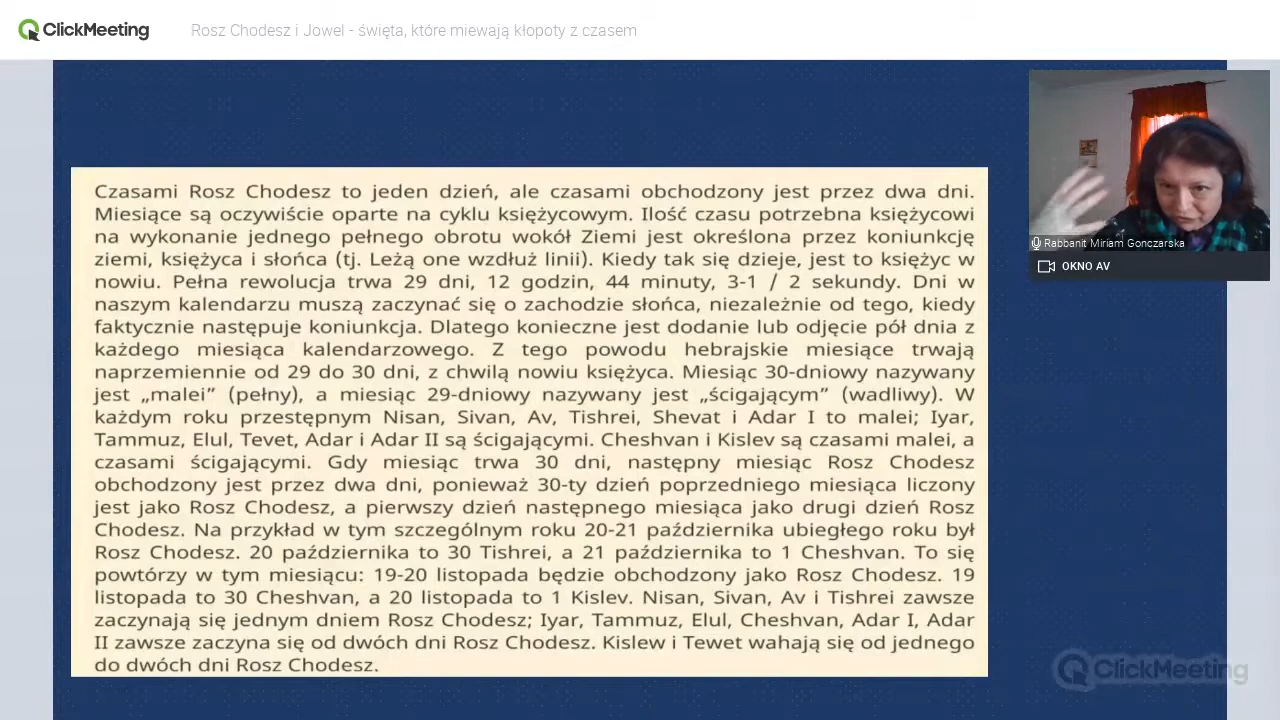 ClickMeeting
Rosz Chodesz i Jowel - święta, które miewają kłopoty z czasem
Czasami Rosz Chodesz to jeden dzień, ale czasami obchodzony jest przez dwa dni.
Miesiące są oczywiście oparte na cyklu księżycowym. Ilość czasu potrzebna księżycowi
na wykonanie jednego pełnego obrotu wokół Ziemi jest określona przez koniunkcję
ziemi, księżyca i słońca (tj. Leżą one wzdłuż linii). Kiedy tak się dzieje, jest to księżyc w
nowiu. Pełna rewolucja trwa 29 dni, 12 godzin, 44 minuty, 3-1 / 2 sekundy. Dni w
naszym kalendarzu muszą zaczynać się o zachodzie słońca, niezależnie od tego, kiedy
faktycznie następuje koniunkcja. Dlatego konieczne jest dodanie lub odjęcie pół dnia z
każdego miesiąca kalendarzowego. Z tego powodu hebrajskie miesiące trwają
naprzemiennie od 29 do 30 dni, z chwilą nowiu księżyca. Miesiąc 30-dniowy nazywany
jest „malei” (pełny), a miesiąc 29-dniowy nazywany jest „ścigającym” (wadliwy). W
każdym roku przestępnym Nisan, Sivan, Av, Tishrei, Shevat i Adar I to malei; Iyar,
Tammuz, Elul, Tevet, Adar i Adar II są ścigającymi. Cheshvan i Kislev są czasami malei, a
czasami ścigającymi. Gdy miesiąc trwa 30 dni, następny miesiąc Rosz Chodesz
obchodzony jest przez dwa dni, ponieważ 30-ty dzień poprzedniego miesiąca liczony
jest jako Rosz Chodesz, a pierwszy dzień następnego miesiąca jako drugi dzień Rosz
Chodesz. Na przykład w tym szczególnym roku 20-21 października ubiegłego roku był
Rosz Chodesz. 20 października to 30 Tishrei, a 21 października to 1 Cheshvan. To się
powtórzy w tym miesiącu: 19-20 listopada będzie obchodzony jako Rosz Chodesz. 19
listopada to 30 Cheshvan, a 20 listopada to 1 Kislev. Nisan, Sivan, Av i Tishrei zawsze
zaczynają się jednym dniem Rosz Chodesz; Iyar, Tammuz, Elul, Cheshvan, Adar I, Adar
II zawsze zaczyna się od dwóch dni Rosz Chodesz. Kislew i Tewet wahają się od jednego
do dwóch dni Rosz Chodesz.
Rabbanit Miriam Gonczarska
OKNO AV
ClickMeeting